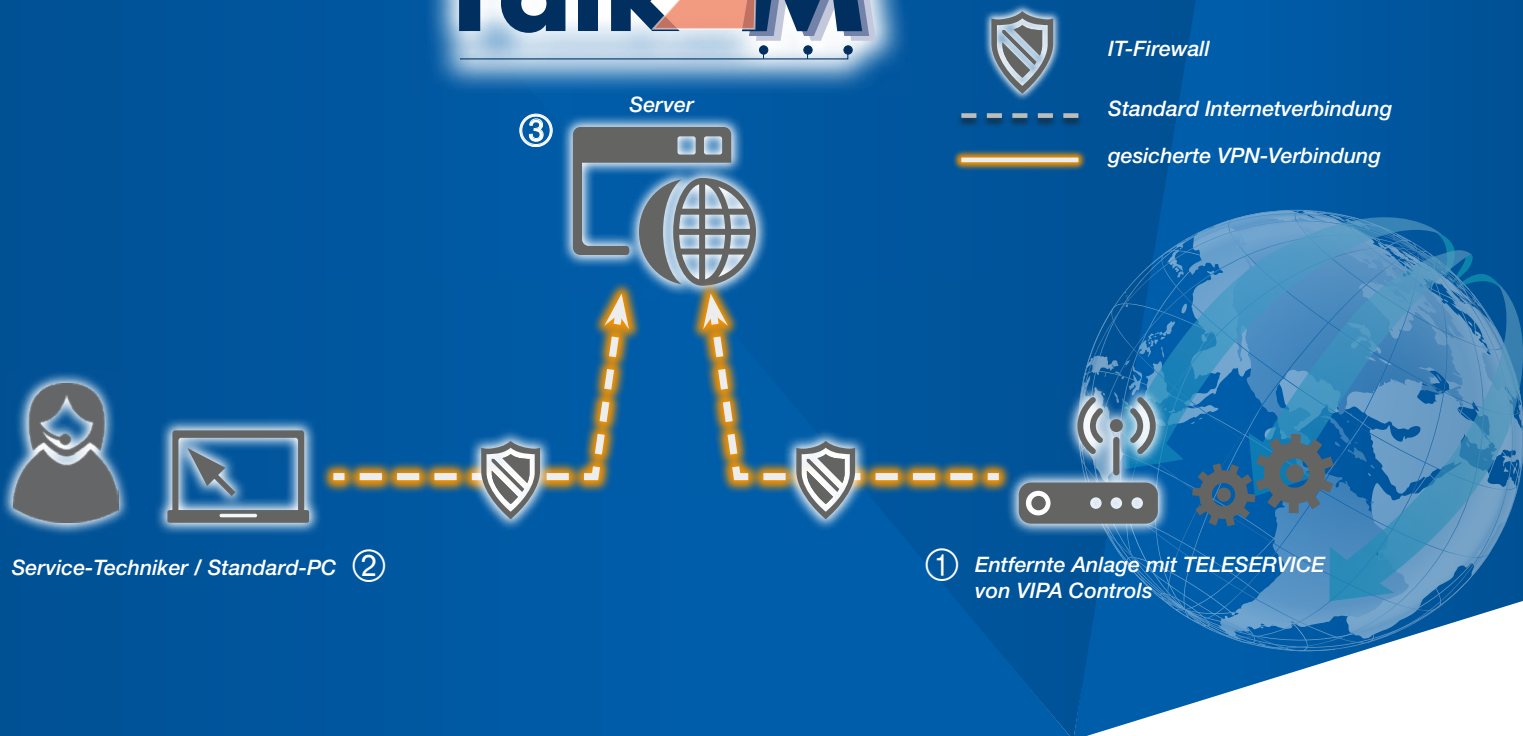 Talk2M
IT-Firewall
Standard Internetverbindung
gesicherte VPN-Verbindung
Server
③
Service-Techniker / Standard-PC ②
① Entfernte Anlage mit TELESERVICE
von VIPA Controls